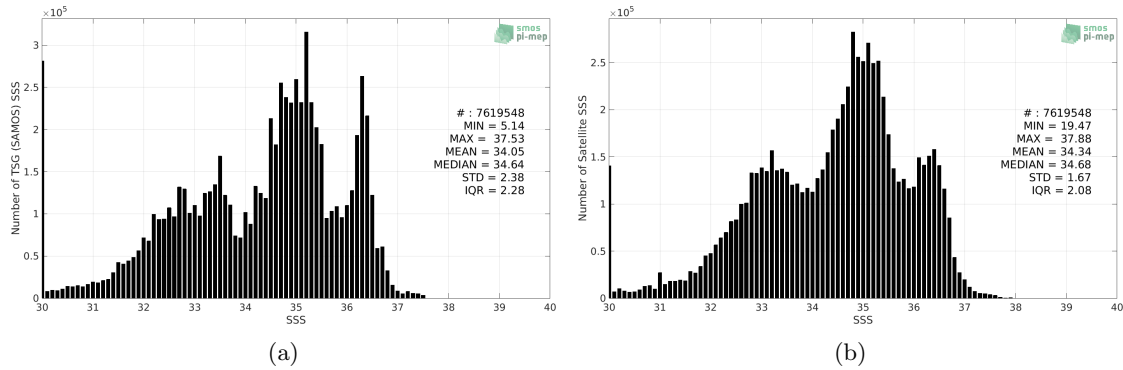 ×10⁵
smos
pi-mep
3
2.5
2
1.5
1
0.5
0
Number of TSG (SAMOS) SSS
# : 7619548
MIN = 5.14
MAX = 37.53
MEAN = 34.05
MEDIAN = 34.64
STD = 2.38
IQR = 2.28
30 31 32 33 34 35 36 37 38 39 40
SSS
(a)
×10⁵
smos
pi-mep
2.5
2
1.5
1
0.5
0
Number of Satellite SSS
# : 7619548
MIN = 19.47
MAX = 37.88
MEAN = 34.34
MEDIAN = 34.68
STD = 1.67
IQR = 2.08
30 31 32 33 34 35 36 37 38 39 40
SSS
(b)